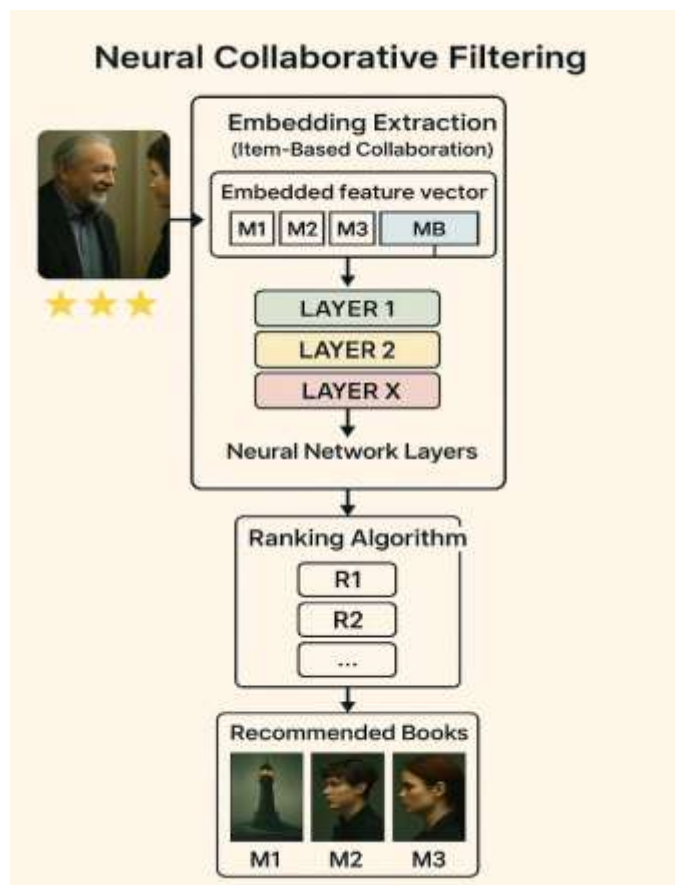 Neural Collaborative Filtering
Embedding Extraction
(Item-Based Collaboration)
Embedded feature vector
M1 M2 M3 MB
LAYER 1
LAYER 2
LAYER X
Neural Network Layers
Ranking Algorithm
R1
R2
...
Recommended Books
M1 M2 M3